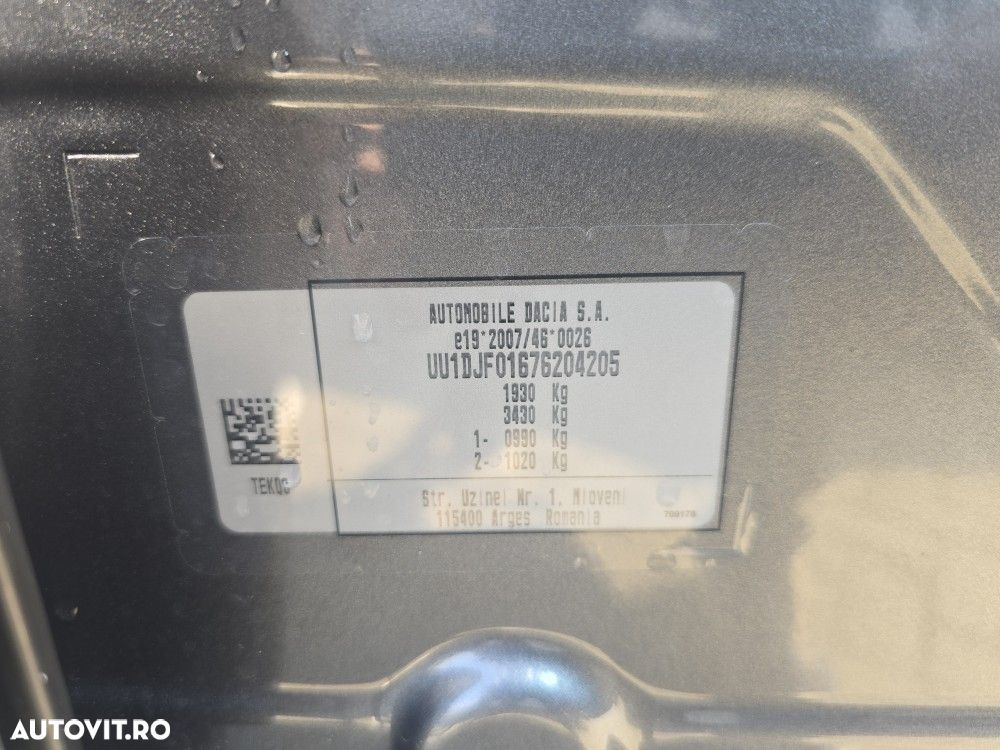 AUTOMOBILE DACIA S.A.
e19*2007/46*0026
UU1DJF01676204205
1930 Kg
3430 Kg
1- 0990 Kg
2- 1020 Kg
TEKQG
Str. Uzinei Nr. 1, Mioveni
115400 Arges Romania
AUTOVIT.RO